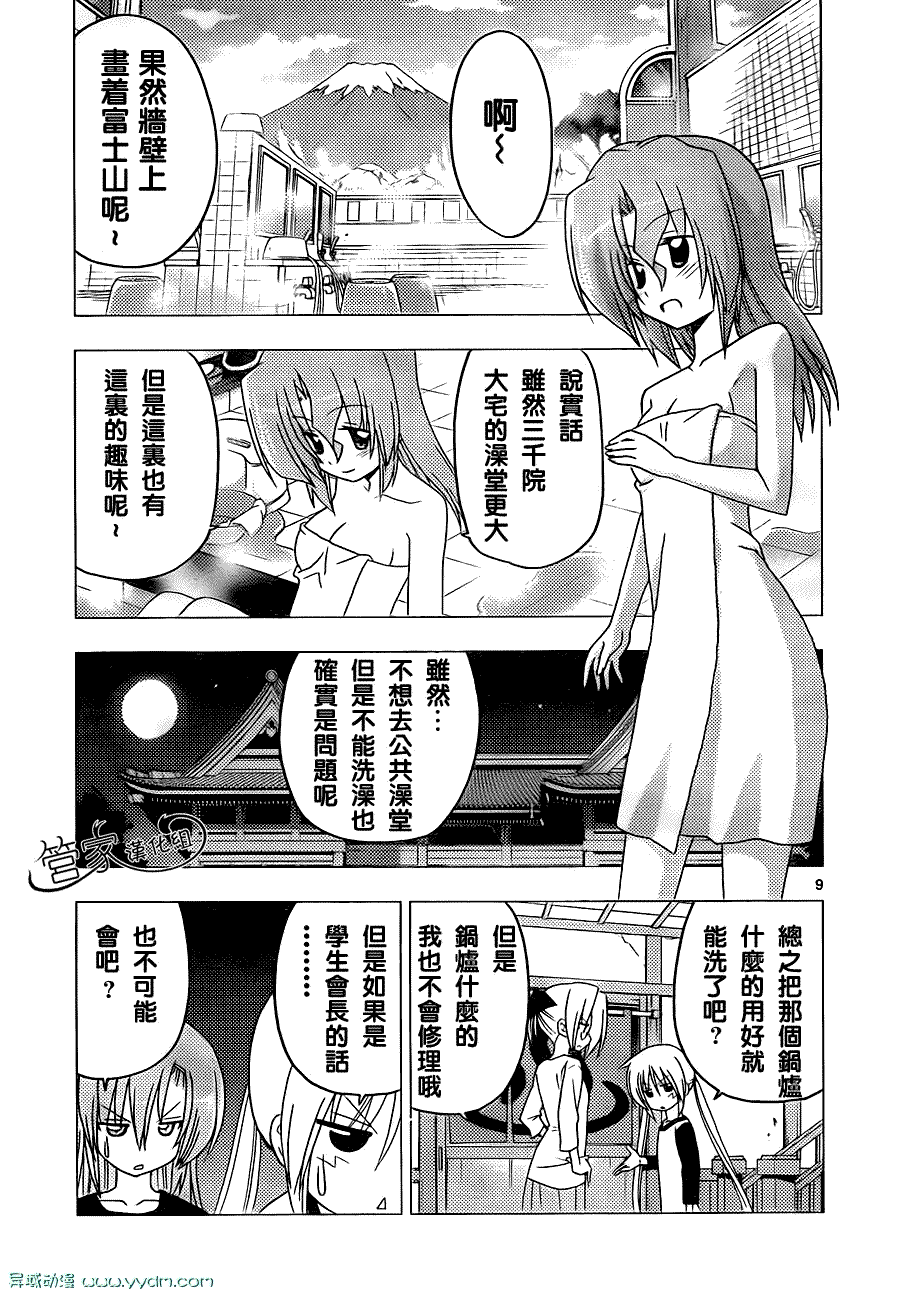 啊～
果然牆壁上
畫着富士山呢～
說實話
雖然三千院
大宅的澡堂更大
但是這裏也有
這裏的趣味呢～
雖然…
不想去公共澡堂
但是不能洗澡也
確實是問題呢
管家
漢化組
9
總之把那個鍋爐
什麼的用好就
能洗了吧？
但是
鍋爐什麼的
我也不會修理哦
但是如果是
學生會長的話
………
也不可能
會吧？
异域动漫 www.yydm.com